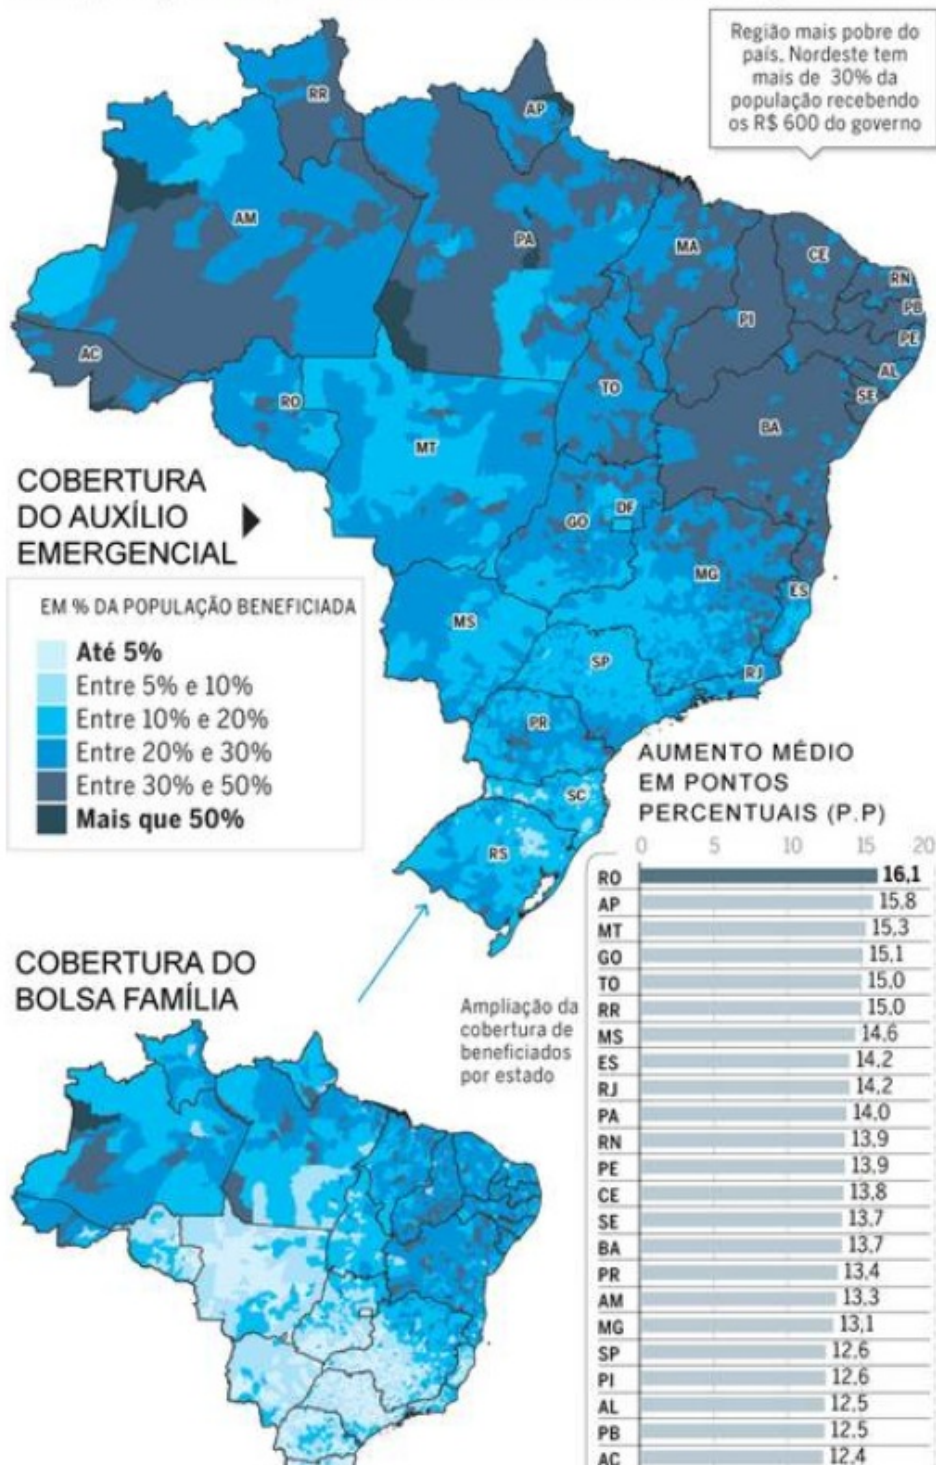 Região mais pobre do
país, Nordeste tem
mais de 30% da
população recebendo
os R$ 600 do governo
RR
AP
AM
PA
MA
CE
RN
PB
PE
AL
SE
PI
AC
TO
RO
BA
MT
COBERTURA
DO AUXÍLIO
EMERGENCIAL
EM % DA POPULAÇÃO BENEFICIADA
Até 5%
Entre 5% e 10%
Entre 10% e 20%
Entre 20% e 30%
Entre 30% e 50%
Mais que 50%
GO
DF
MG
ES
MS
SP
RJ
PR
SC
RS
AUMENTO MÉDIO
EM PONTOS
PERCENTUAIS (P.P)
0 5 10 15 20
RO 16,1
AP 15,8
MT 15,3
GO 15,1
TO 15,0
RR 15,0
MS 14,6
ES 14,2
RJ 14,2
PA 14,0
RN 13,9
PE 13,9
CE 13,8
SE 13,7
BA 13,7
PR 13,4
AM 13,3
MG 13,1
SP 12,6
PI 12,6
AL 12,5
PB 12,5
AC 12,4
COBERTURA DO
BOLSA FAMÍLIA
Ampliação da
cobertura de
beneficiados
por estado